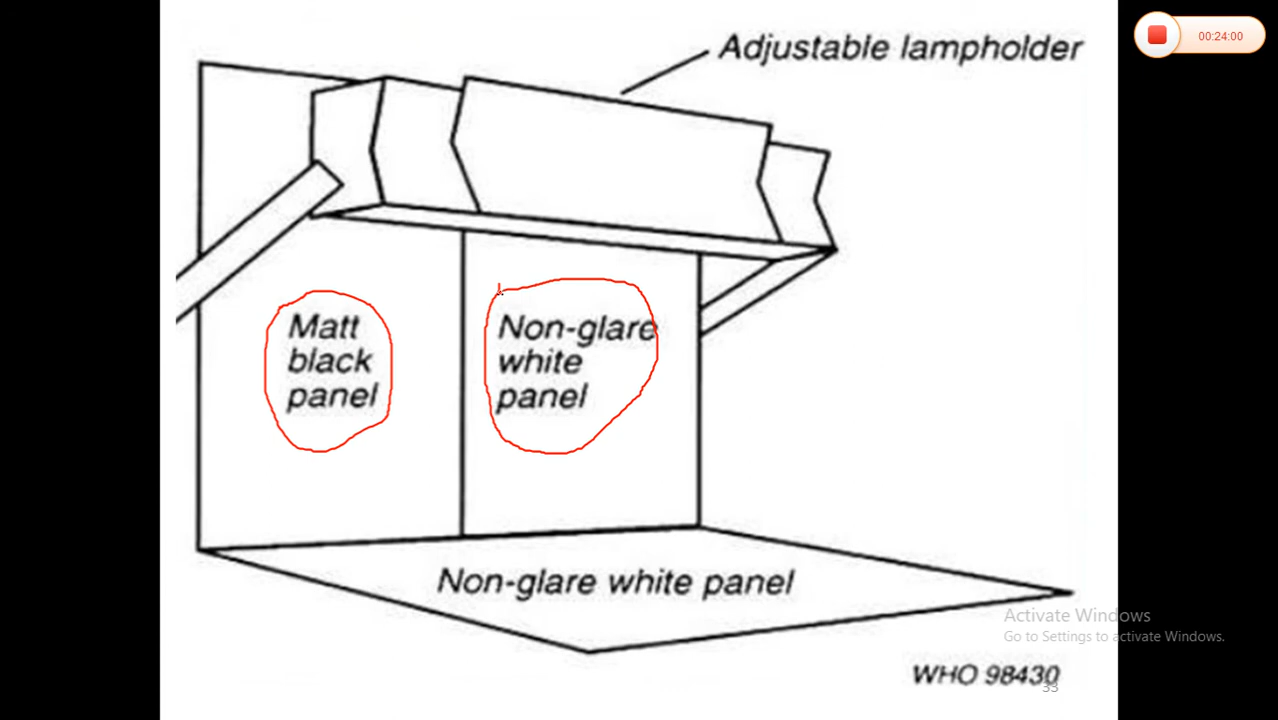 Adjustable lampholder
00:24:00
Matt
black
panel
Non-glare
white
panel
Non-glare white panel
Activate Windows
Go to Settings to activate Windows.
WHO 98430
33